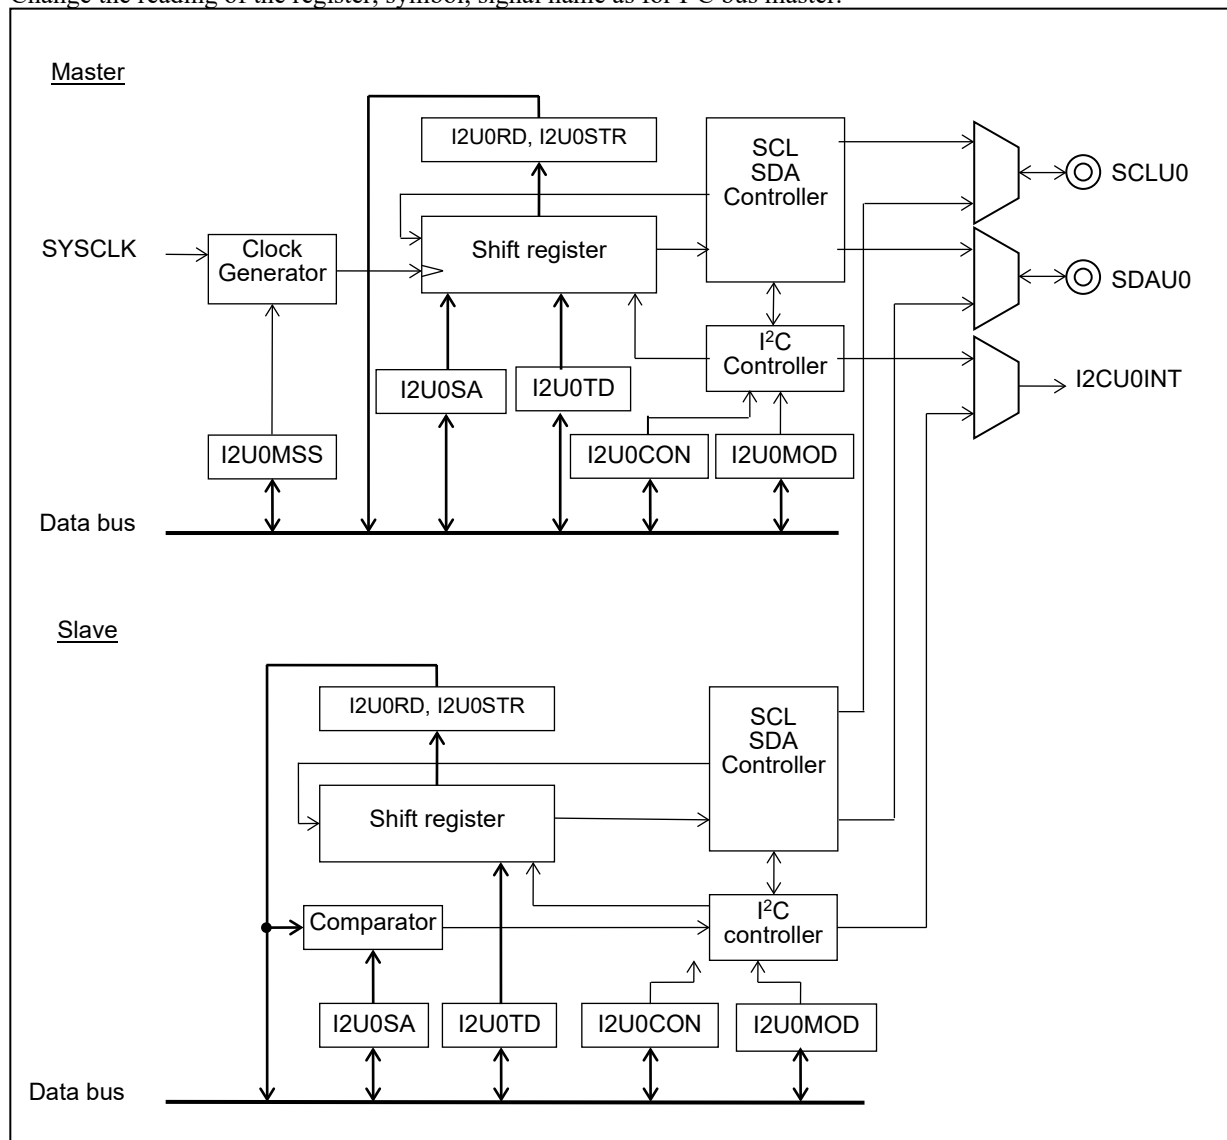 Change the reading of the register, symbol, signal name as for I²C bus master.
Master
I2U0RD, I2U0STR
SCL
SDA
Controller
SCLU0
SYSCLK
Clock
Generator
Shift register
SDAU0
I²C
Controller
I2CU0INT
I2U0SA
I2U0TD
I2U0MSS
I2U0CON
I2U0MOD
Data bus
Slave
I2U0RD, I2U0STR
SCL
SDA
Controller
Shift register
Comparator
I²C
controller
I2U0SA
I2U0TD
I2U0CON
I2U0MOD
Data bus